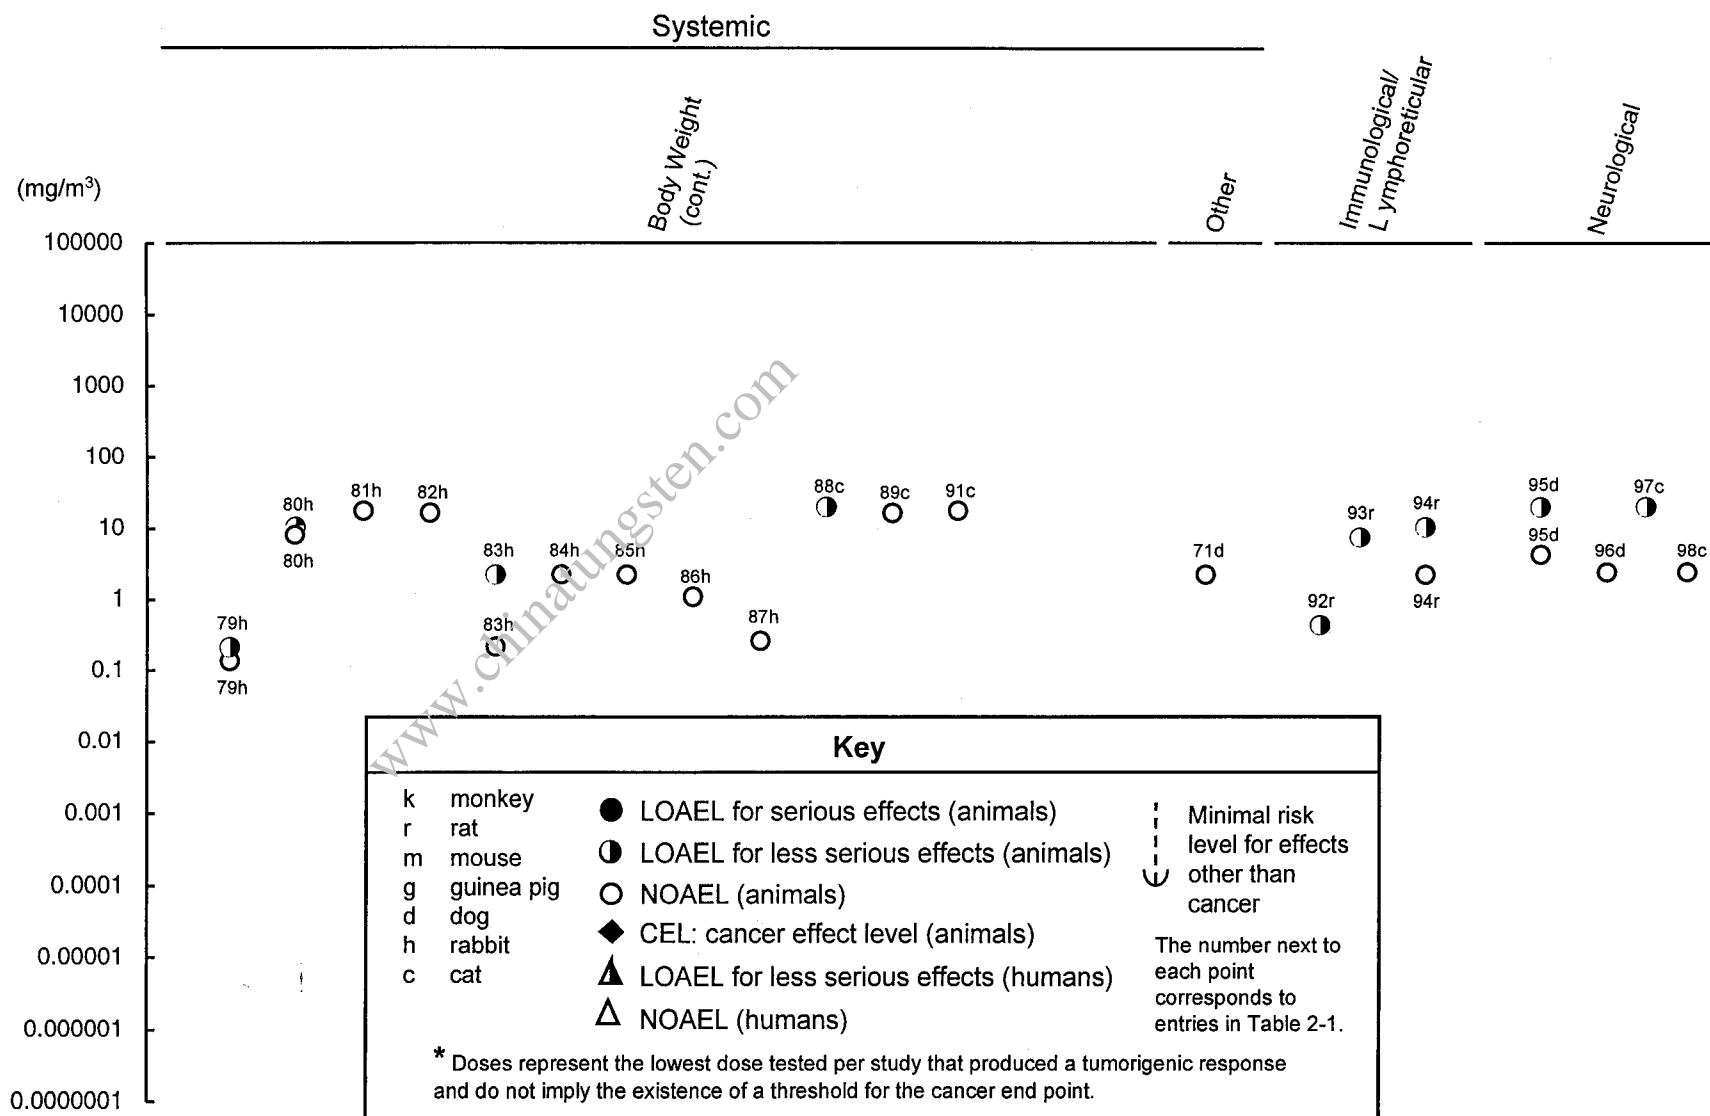 Systemic
Body Weight
(cont.)
Other
Immunological/
L ymphoreticular
Neurological
(mg/m³)
100000
10000
1000
100
10
1
0.1
0.01
0.001
0.0001
0.00001
0.000001
0.0000001
79h
79h
80h
80h
81h
82h
83h
83h
84h
85h
86h
87h
88c
89c
91c
71d
92r
93r
94r
94r
95d
95d
96d
97c
98c
www.chinatungsten.com
Key
k monkey
r rat
m mouse
g guinea pig
d dog
h rabbit
c cat
LOAEL for serious effects (animals)
LOAEL for less serious effects (animals)
NOAEL (animals)
CEL: cancer effect level (animals)
LOAEL for less serious effects (humans)
NOAEL (humans)
Minimal risk
level for effects
other than
cancer
The number next to
each point
corresponds to
entries in Table 2-1.
* Doses represent the lowest dose tested per study that produced a tumorigenic response
and do not imply the existence of a threshold for the cancer end point.